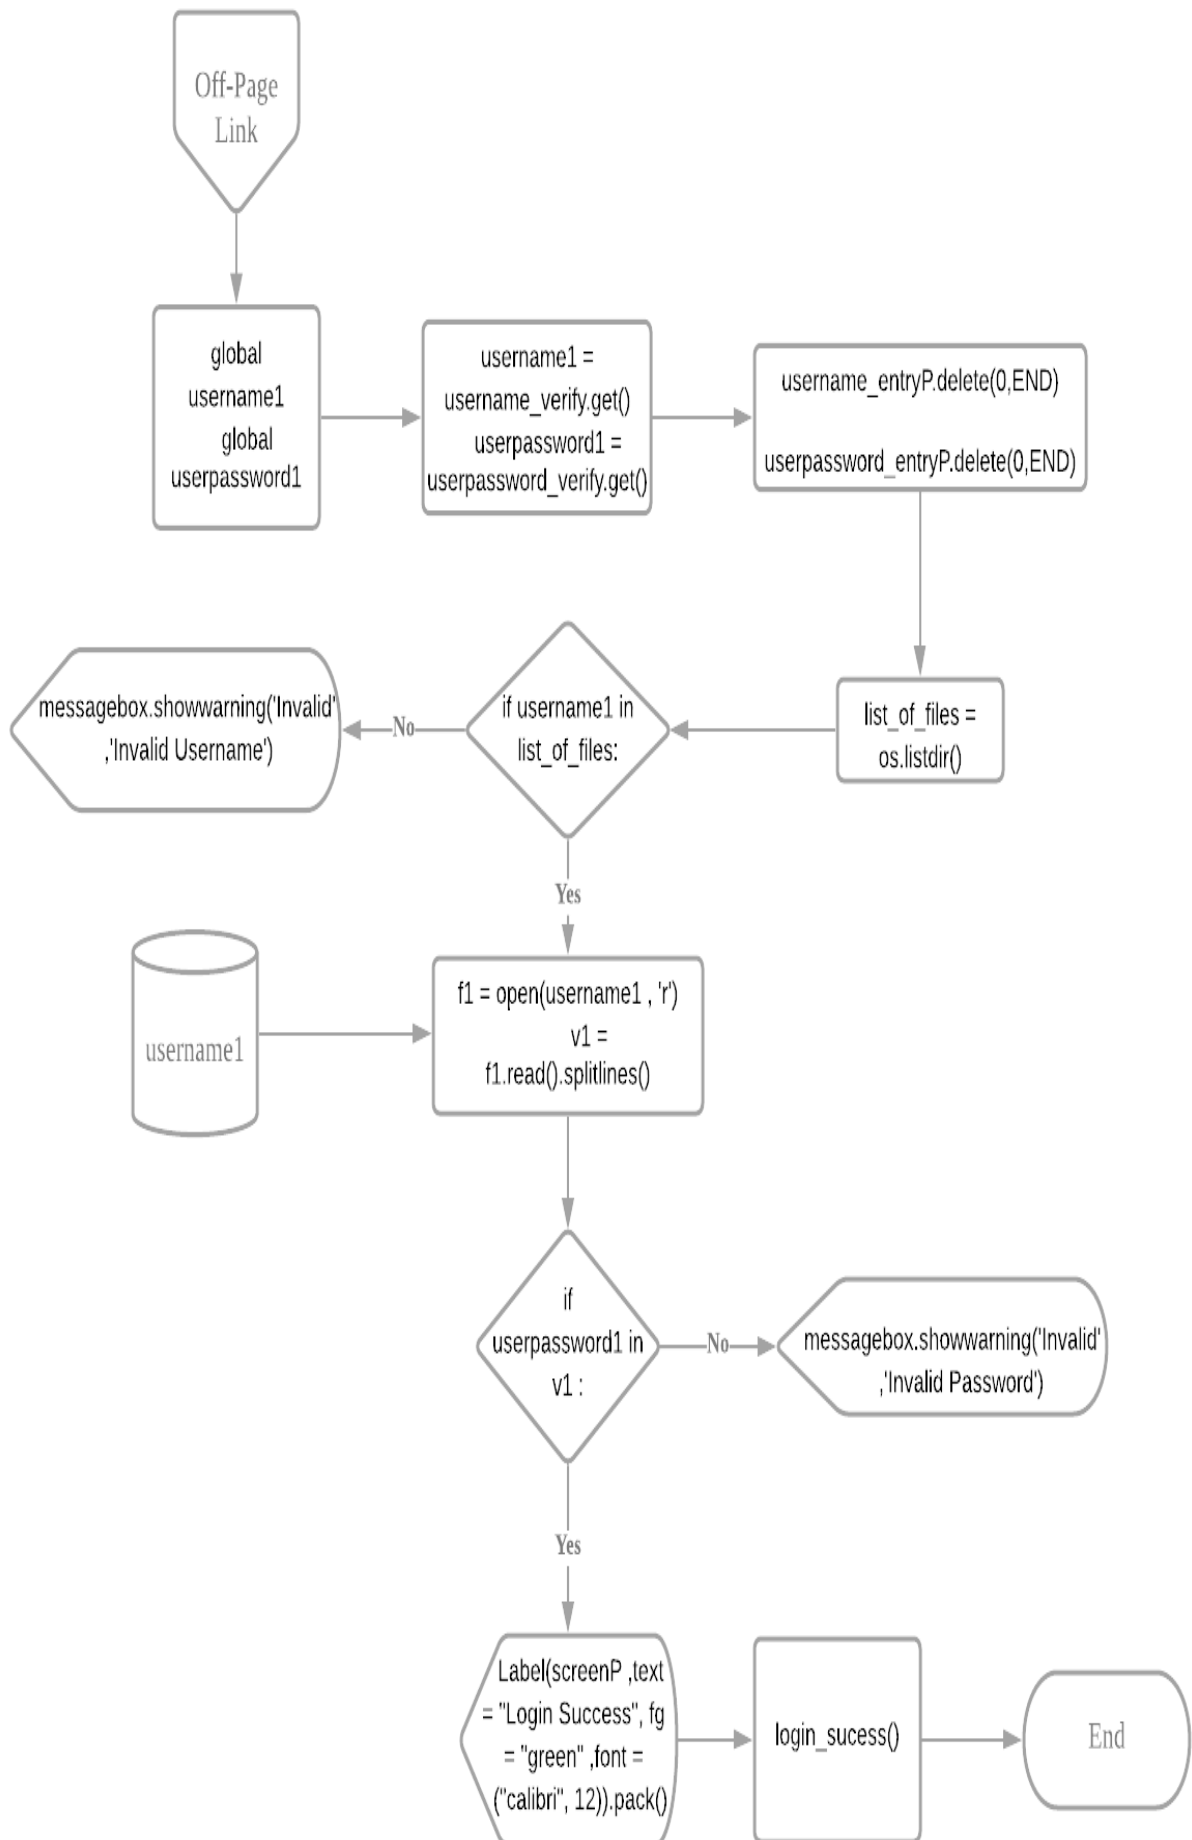 Off-Page
Link
global
username1
global
userpassword1
username1 =
username_verify.get()
userpassword1 =
userpassword_verify.get()
username_entryP.delete(0,END)
userpassword_entryP.delete(0,END)
list_of_files =
os.listdir()
if username1 in
list_of_files:
No
messagebox.showwarning('Invalid'
,'Invalid Username')
Yes
username1
f1 = open(username1 , 'r')
v1 =
f1.read().splitlines()
if
userpassword1 in
v1 :
No
messagebox.showwarning('Invalid'
,'Invalid Password')
Yes
Label(screenP ,text
= "Login Success", fg
= "green" ,font =
("calibri", 12)).pack()
login_sucess()
End